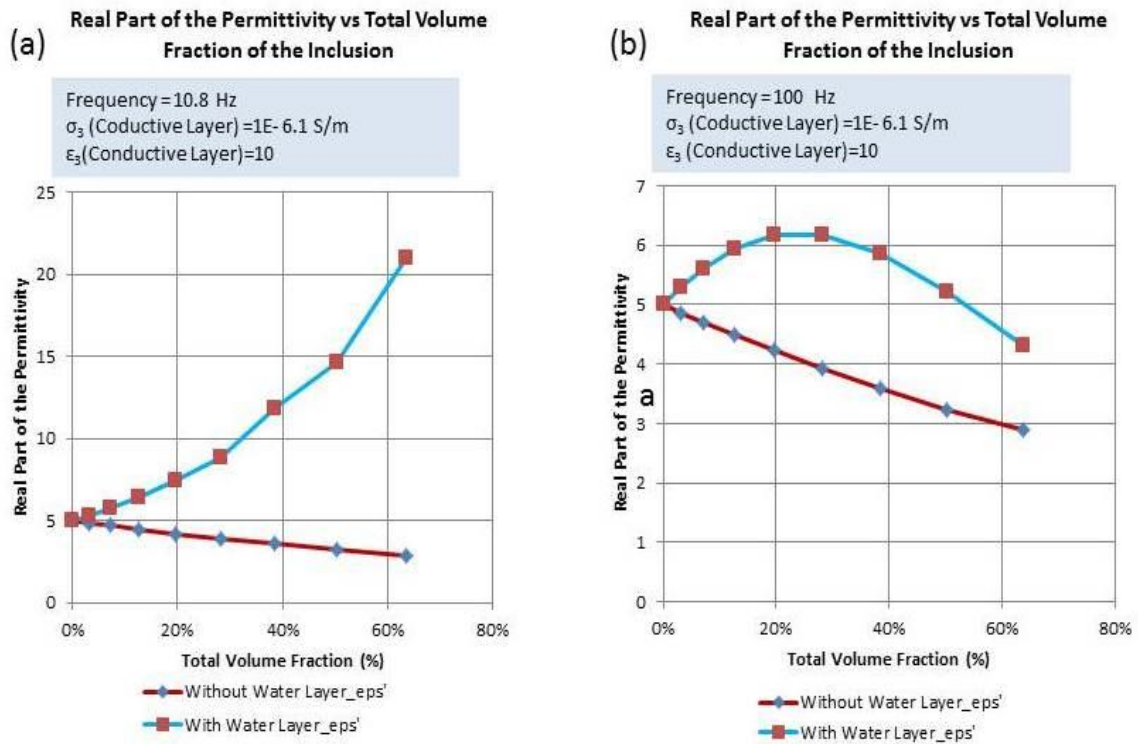 (a)
Real Part of the Permittivity vs Total Volume
Fraction of the Inclusion
Frequency = 10.8 Hz
σ3 (Coductive Layer) =1E- 6.1 S/m
ε3(Conductive Layer)=10
25
20
15
10
5
0
0% 20% 40% 60% 80%
Real Part of the Permittivity
Total Volume Fraction (%)
Without Water Layer_eps'
With Water Layer_eps'
(b)
Real Part of the Permittivity vs Total Volume
Fraction of the Inclusion
Frequency =100 Hz
σ3 (Coductive Layer) =1E- 6.1 S/m
ε3 (Conductive Layer)=10
7
6
5
4
3
2
1
0
0% 20% 40% 60% 80%
Real Part of the Permittivity
a
Total Volume Fraction (%)
Without Water Layer_eps'
With Water Layer_eps'